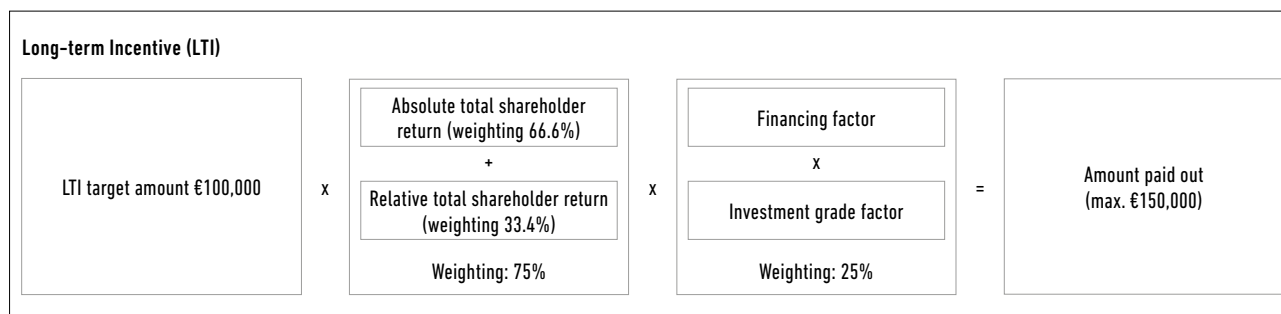 Long-term Incentive (LTI)
LTI target amount €100,000
x
Absolute total shareholder
return (weighting 66.6%)
+
Relative total shareholder return
(weighting 33.4%)
Weighting: 75%
x
Financing factor
x
Investment grade factor
Weighting: 25%
=
Amount paid out
(max. €150,000)